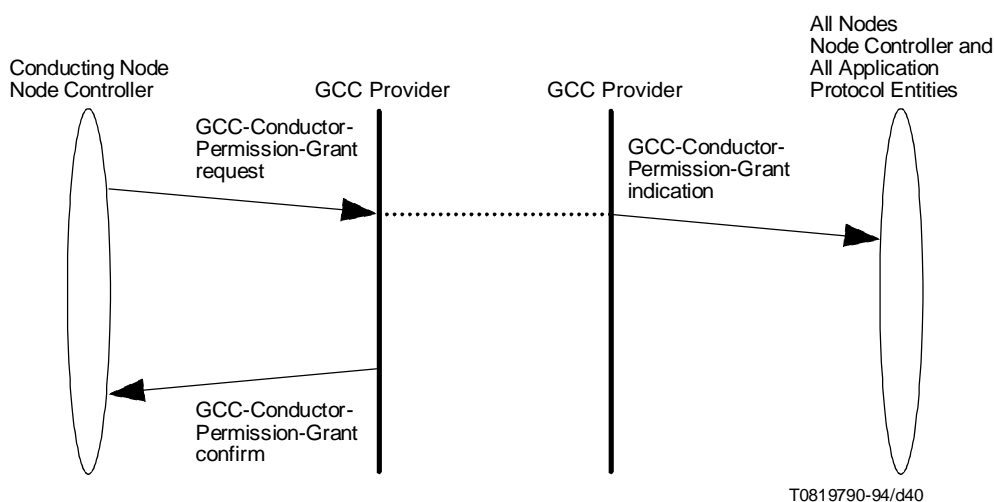 All Nodes
Node Controller and
All Application
Protocol Entities
Conducting Node
Node Controller
GCC Provider
GCC Provider
GCC-Conductor-
Permission-Grant
request
GCC-Conductor-
Permission-Grant
indication
GCC-Conductor-
Permission-Grant
confirm
T0819790-94/d40